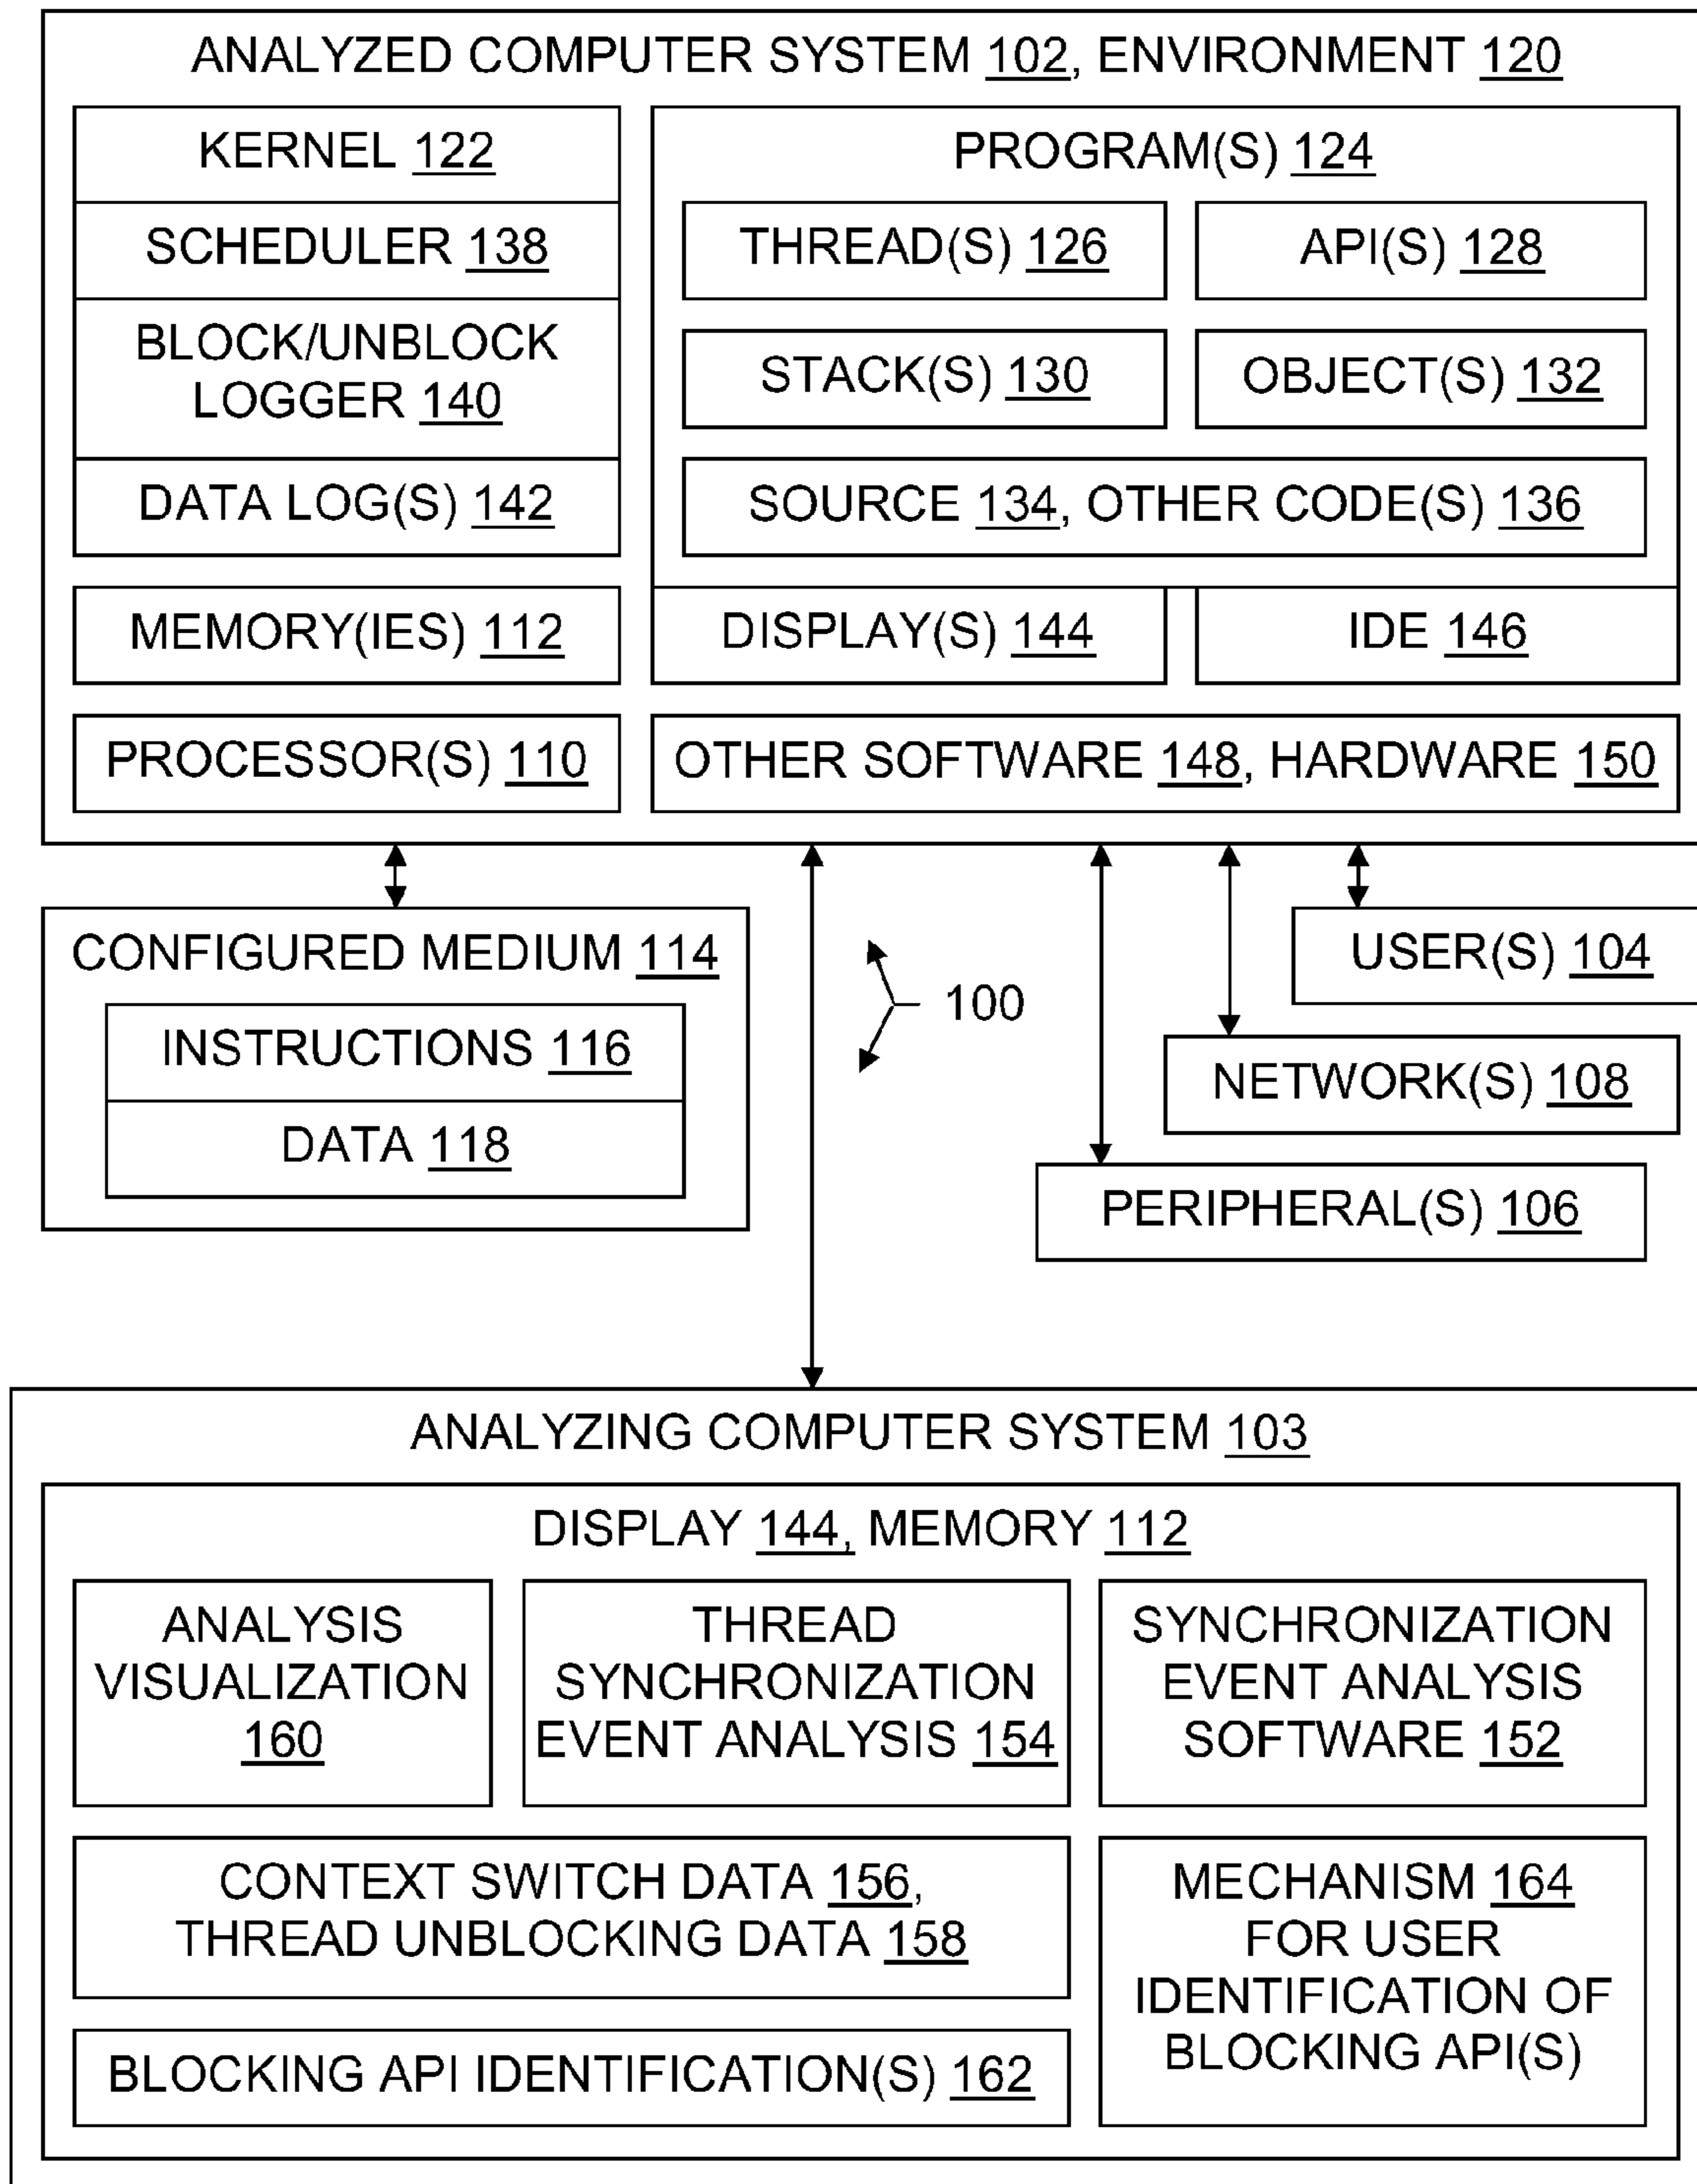 ANALYZED COMPUTER SYSTEM 102, ENVIRONMENT 120
KERNEL 122
SCHEDULER 138
BLOCK/UNBLOCK
LOGGER 140
DATA LOG(S) 142
MEMORY(IES) 112
PROCESSOR(S) 110
PROGRAM(S) 124
THREAD(S) 126
API(S) 128
STACK(S) 130
OBJECT(S) 132
SOURCE 134, OTHER CODE(S) 136
DISPLAY(S) 144
IDE 146
OTHER SOFTWARE 148, HARDWARE 150
CONFIGURED MEDIUM 114
INSTRUCTIONS 116
DATA 118
100
USER(S) 104
NETWORK(S) 108
PERIPHERAL(S) 106
ANALYZING COMPUTER SYSTEM 103
DISPLAY 144, MEMORY 112
ANALYSIS
VISUALIZATION
160
THREAD
SYNCHRONIZATION
EVENT ANALYSIS 154
SYNCHRONIZATION
EVENT ANALYSIS
SOFTWARE 152
CONTEXT SWITCH DATA 156,
THREAD UNBLOCKING DATA 158
BLOCKING API IDENTIFICATION(S) 162
MECHANISM 164
FOR USER
IDENTIFICATION OF
BLOCKING API(S)